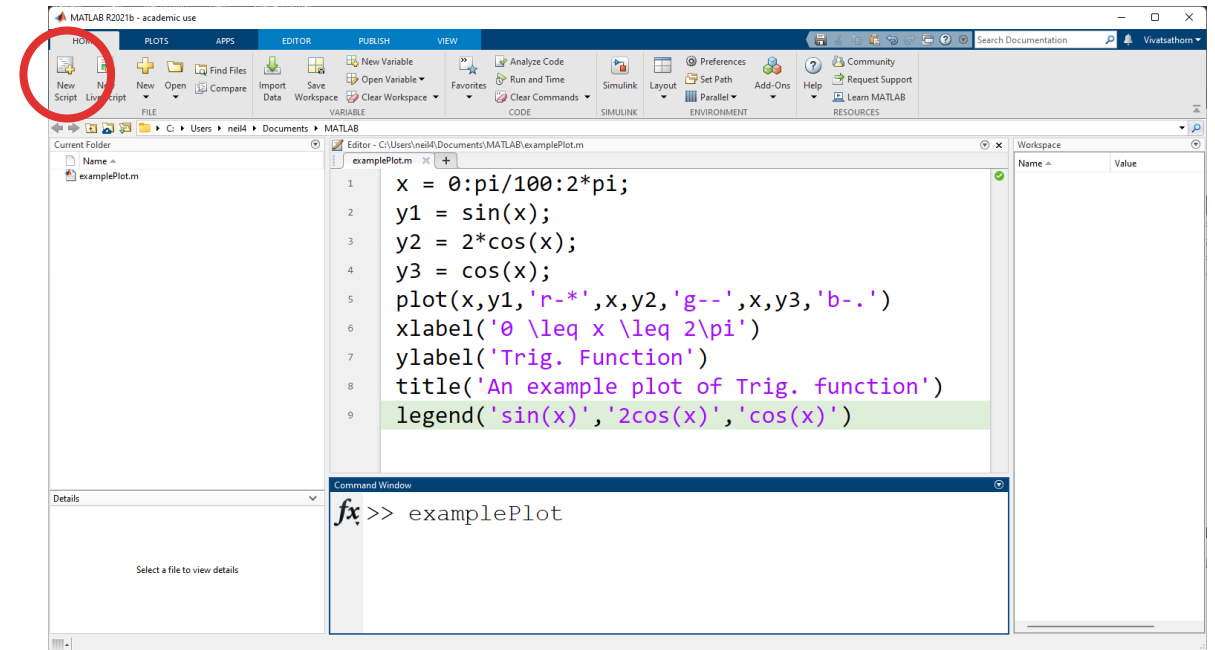 MATLAB R2021b - academic use
HOME PLOTS APPS EDITOR PUBLISH VIEW Search Documentation Vivatsathorn
New Script
New Live Script
New
Open
Find Files
Compare
Import Data
Save Workspace
New Variable
Open Variable
Clear Workspace
Favorites
Analyze Code
Run and Time
Clear Commands
Simulink
Layout
Preferences
Set Path
Parallel
Add-Ons
Help
Community
Request Support
Learn MATLAB
FILE VARIABLE CODE SIMULINK ENVIRONMENT RESOURCES
C: Users neil4 Documents MATLAB
Current Folder
Name
examplePlot.m
Details
Select a file to view details
Editor - C:\Users\neil4\Documents\MATLAB\examplePlot.m
examplePlot.m
1 x = 0:pi/100:2*pi;
2 y1 = sin(x);
3 y2 = 2*cos(x);
4 y3 = cos(x);
5 plot(x,y1,'r-*',x,y2,'g--',x,y3,'b-.')
6 xlabel('0 \leq x \leq 2\pi')
7 ylabel('Trig. Function')
8 title('An example plot of Trig. function')
9 legend('sin(x)','2cos(x)','cos(x)')
Command Window
fx >> examplePlot
Workspace
Name Value